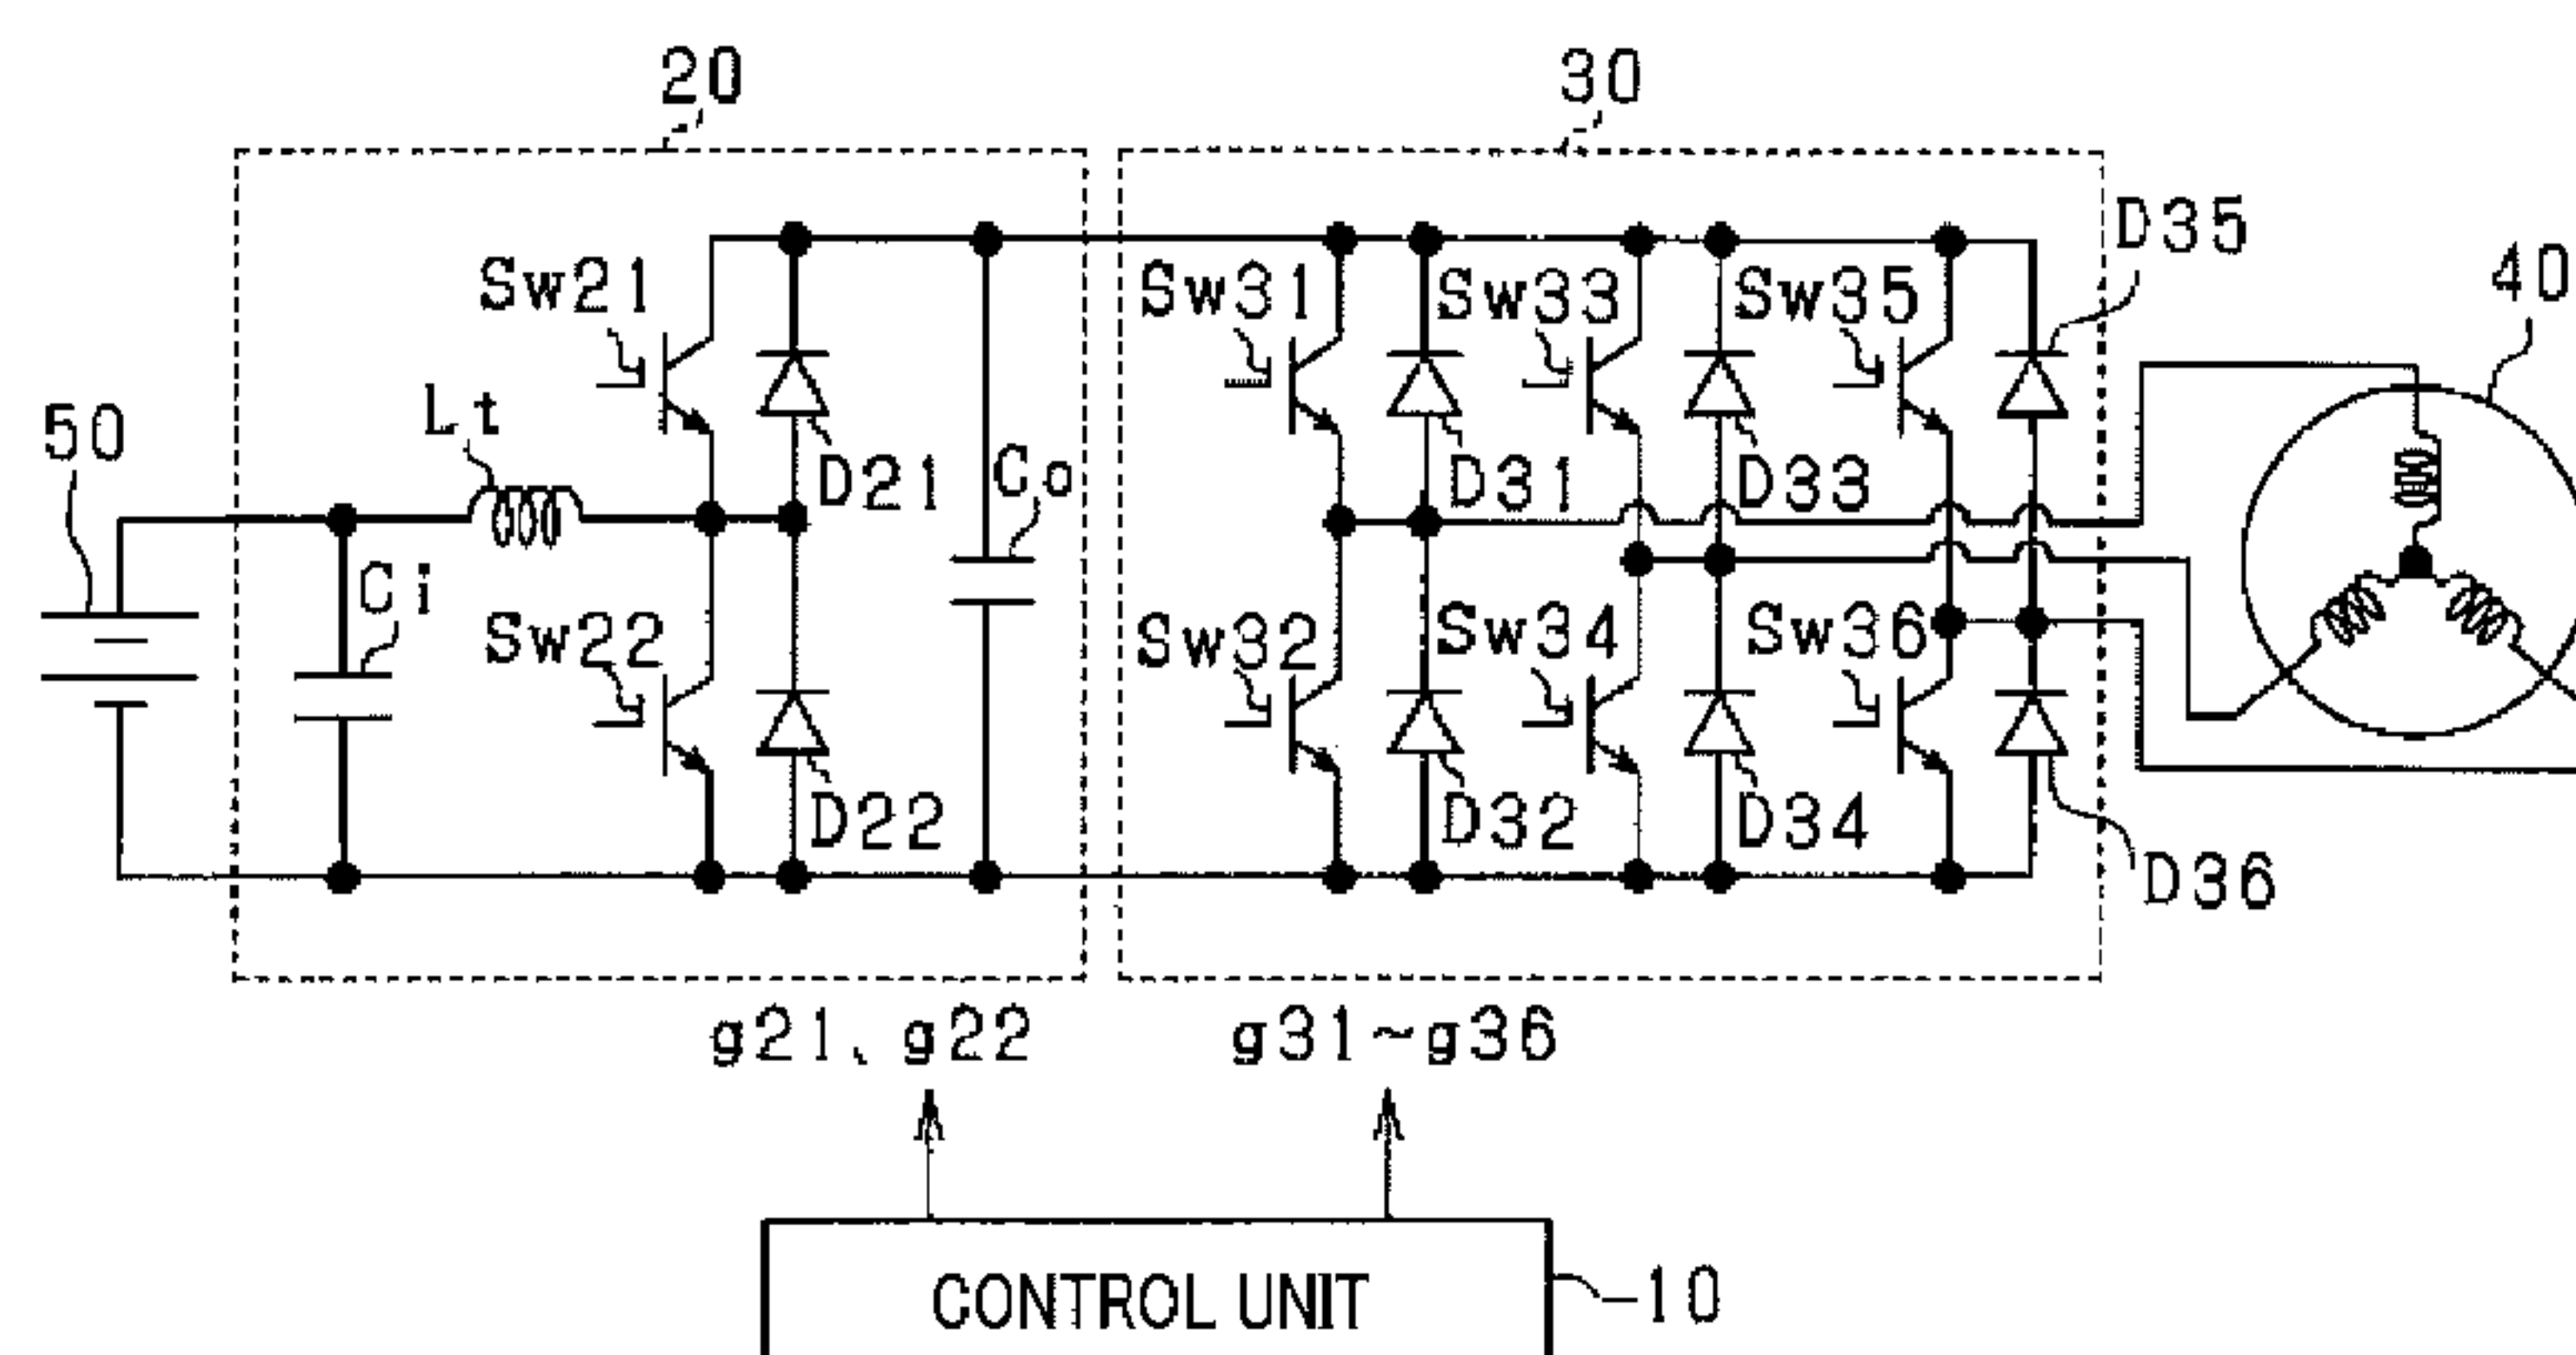 20
30
D35
40
Sw21
Sw31
Sw33
Sw35
50
Lt
D21
Co
D31
D33
Ci
Sw22
Sw32
Sw34
Sw36
D22
D32
D34
D36
g21、g22
g31~g36
CONTROL UNIT
10